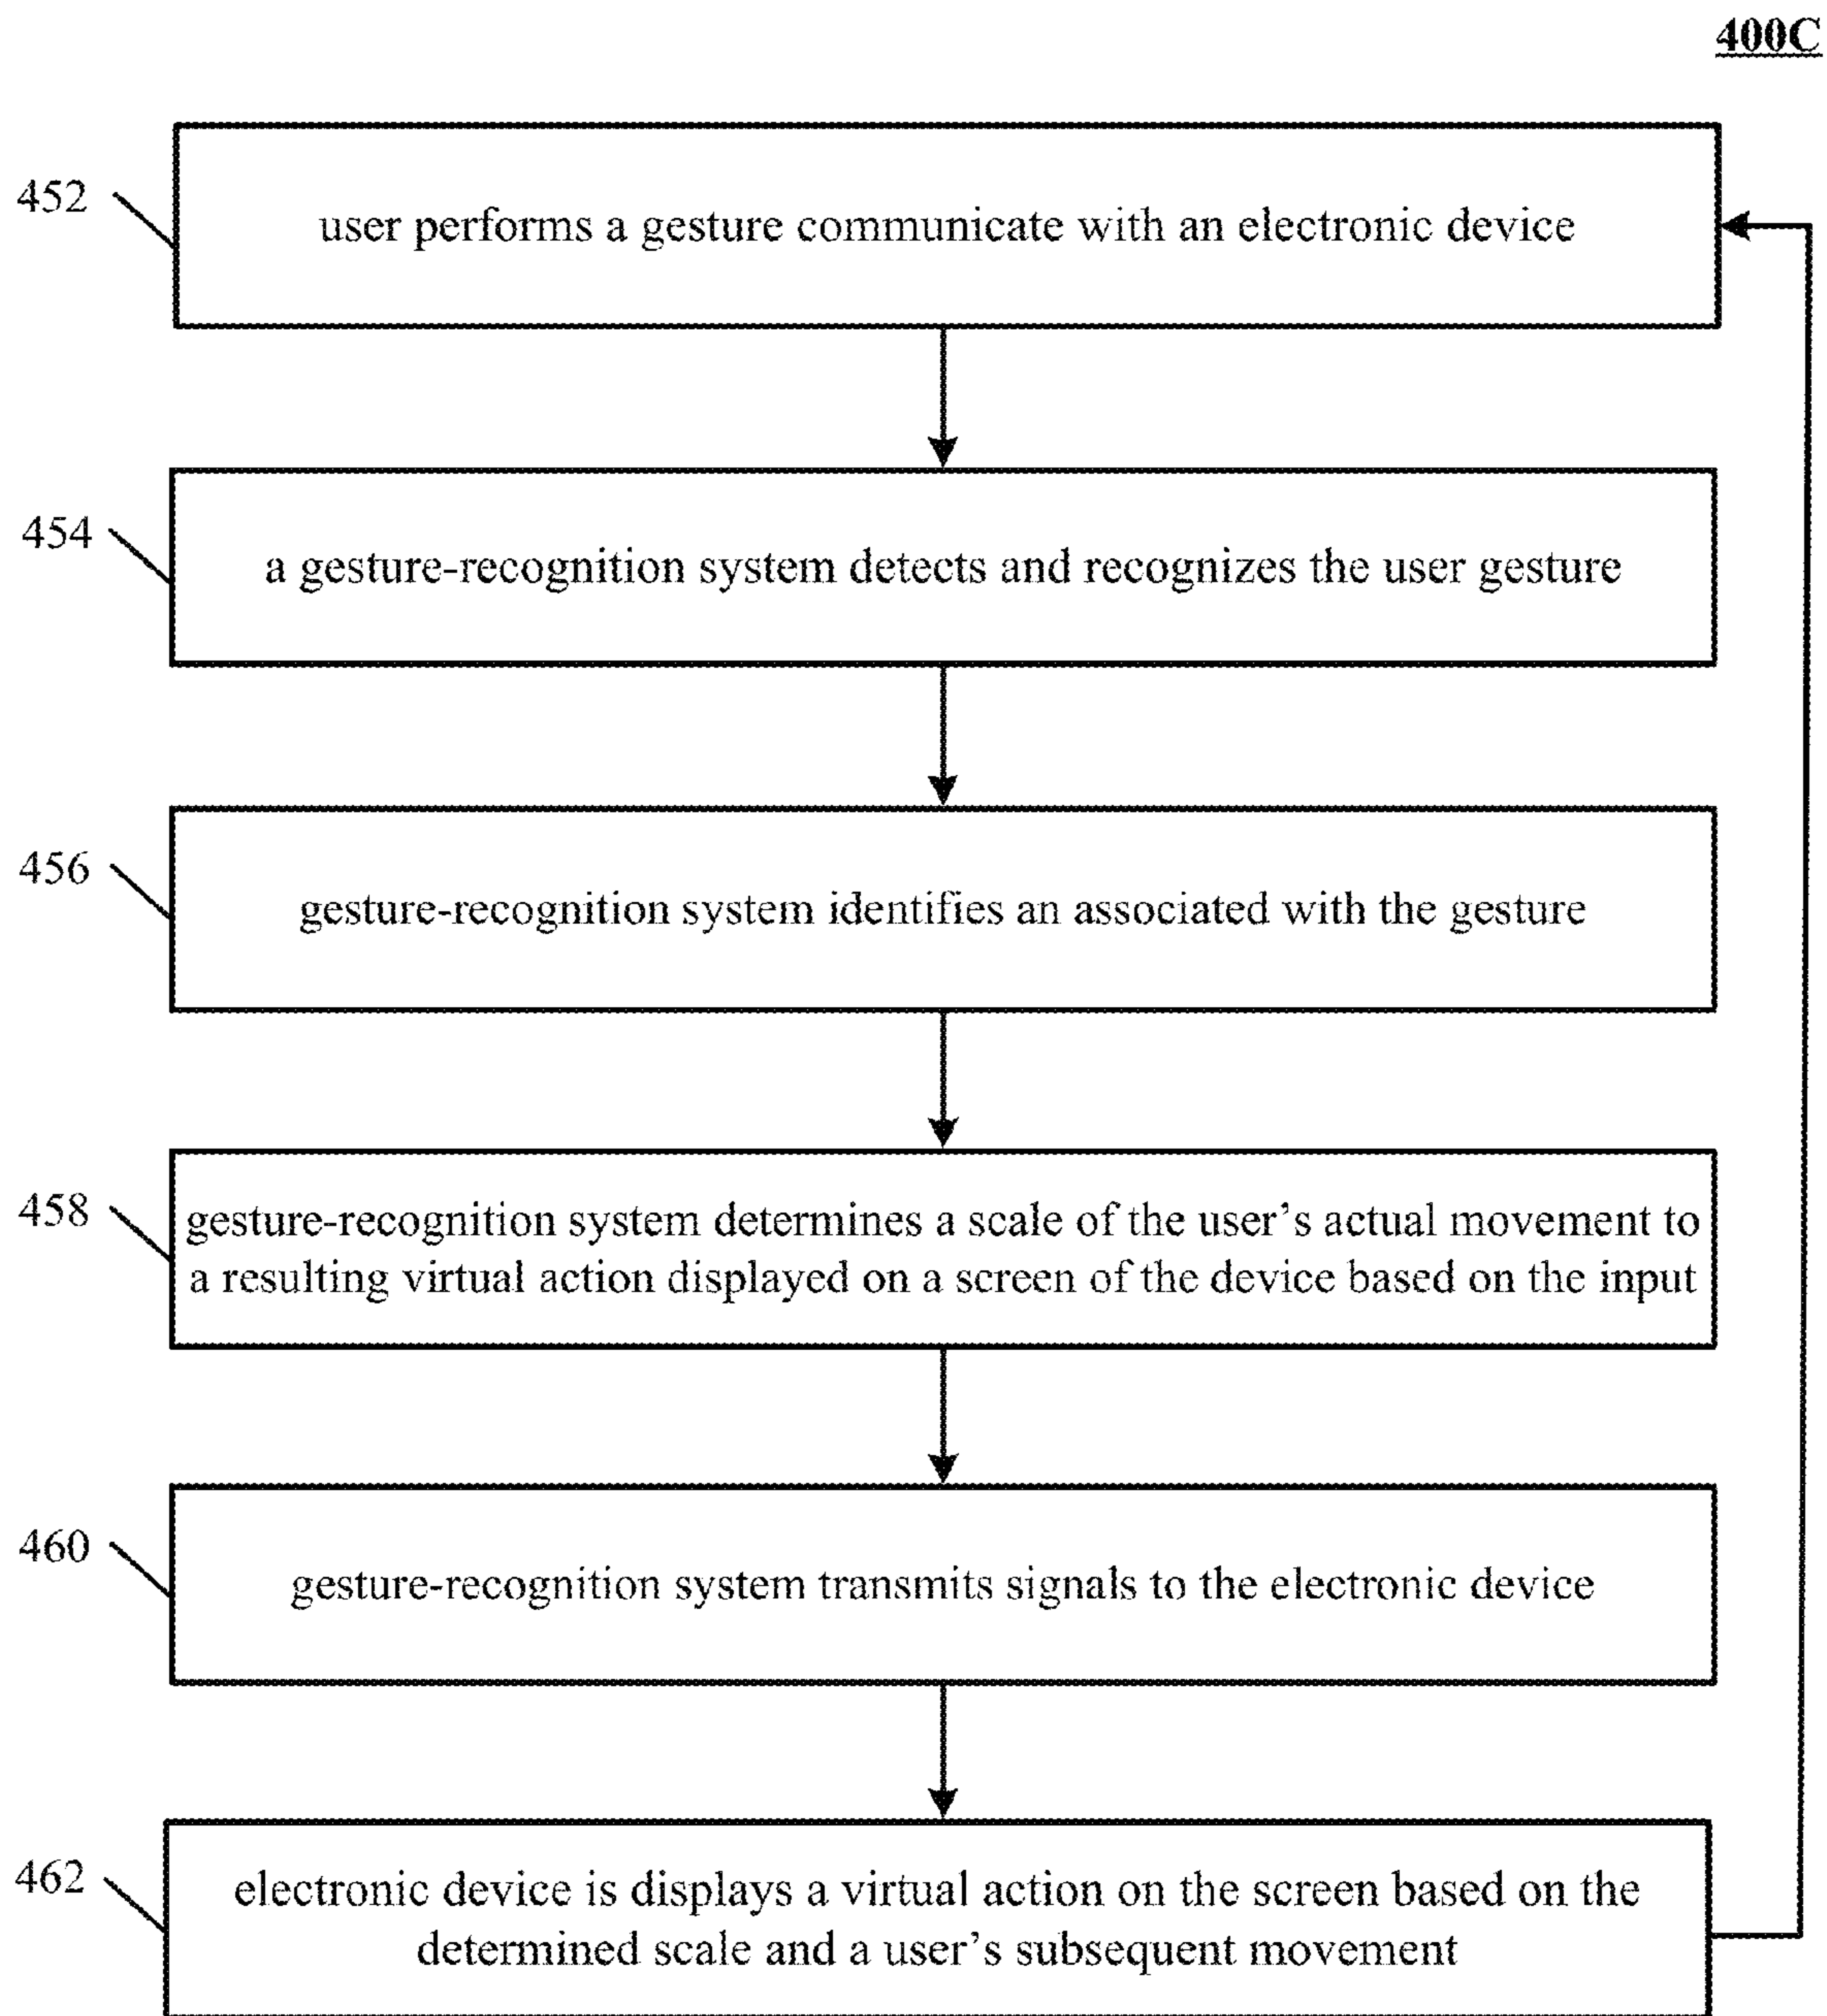 400C
452
user performs a gesture communicate with an electronic device
454
a gesture-recognition system detects and recognizes the user gesture
456
gesture-recognition system identifies an associated with the gesture
458
gesture-recognition system determines a scale of the user's actual movement to
a resulting virtual action displayed on a screen of the device based on the input
460
gesture-recognition system transmits signals to the electronic device
462
electronic device is displays a virtual action on the screen based on the
determined scale and a user's subsequent movement